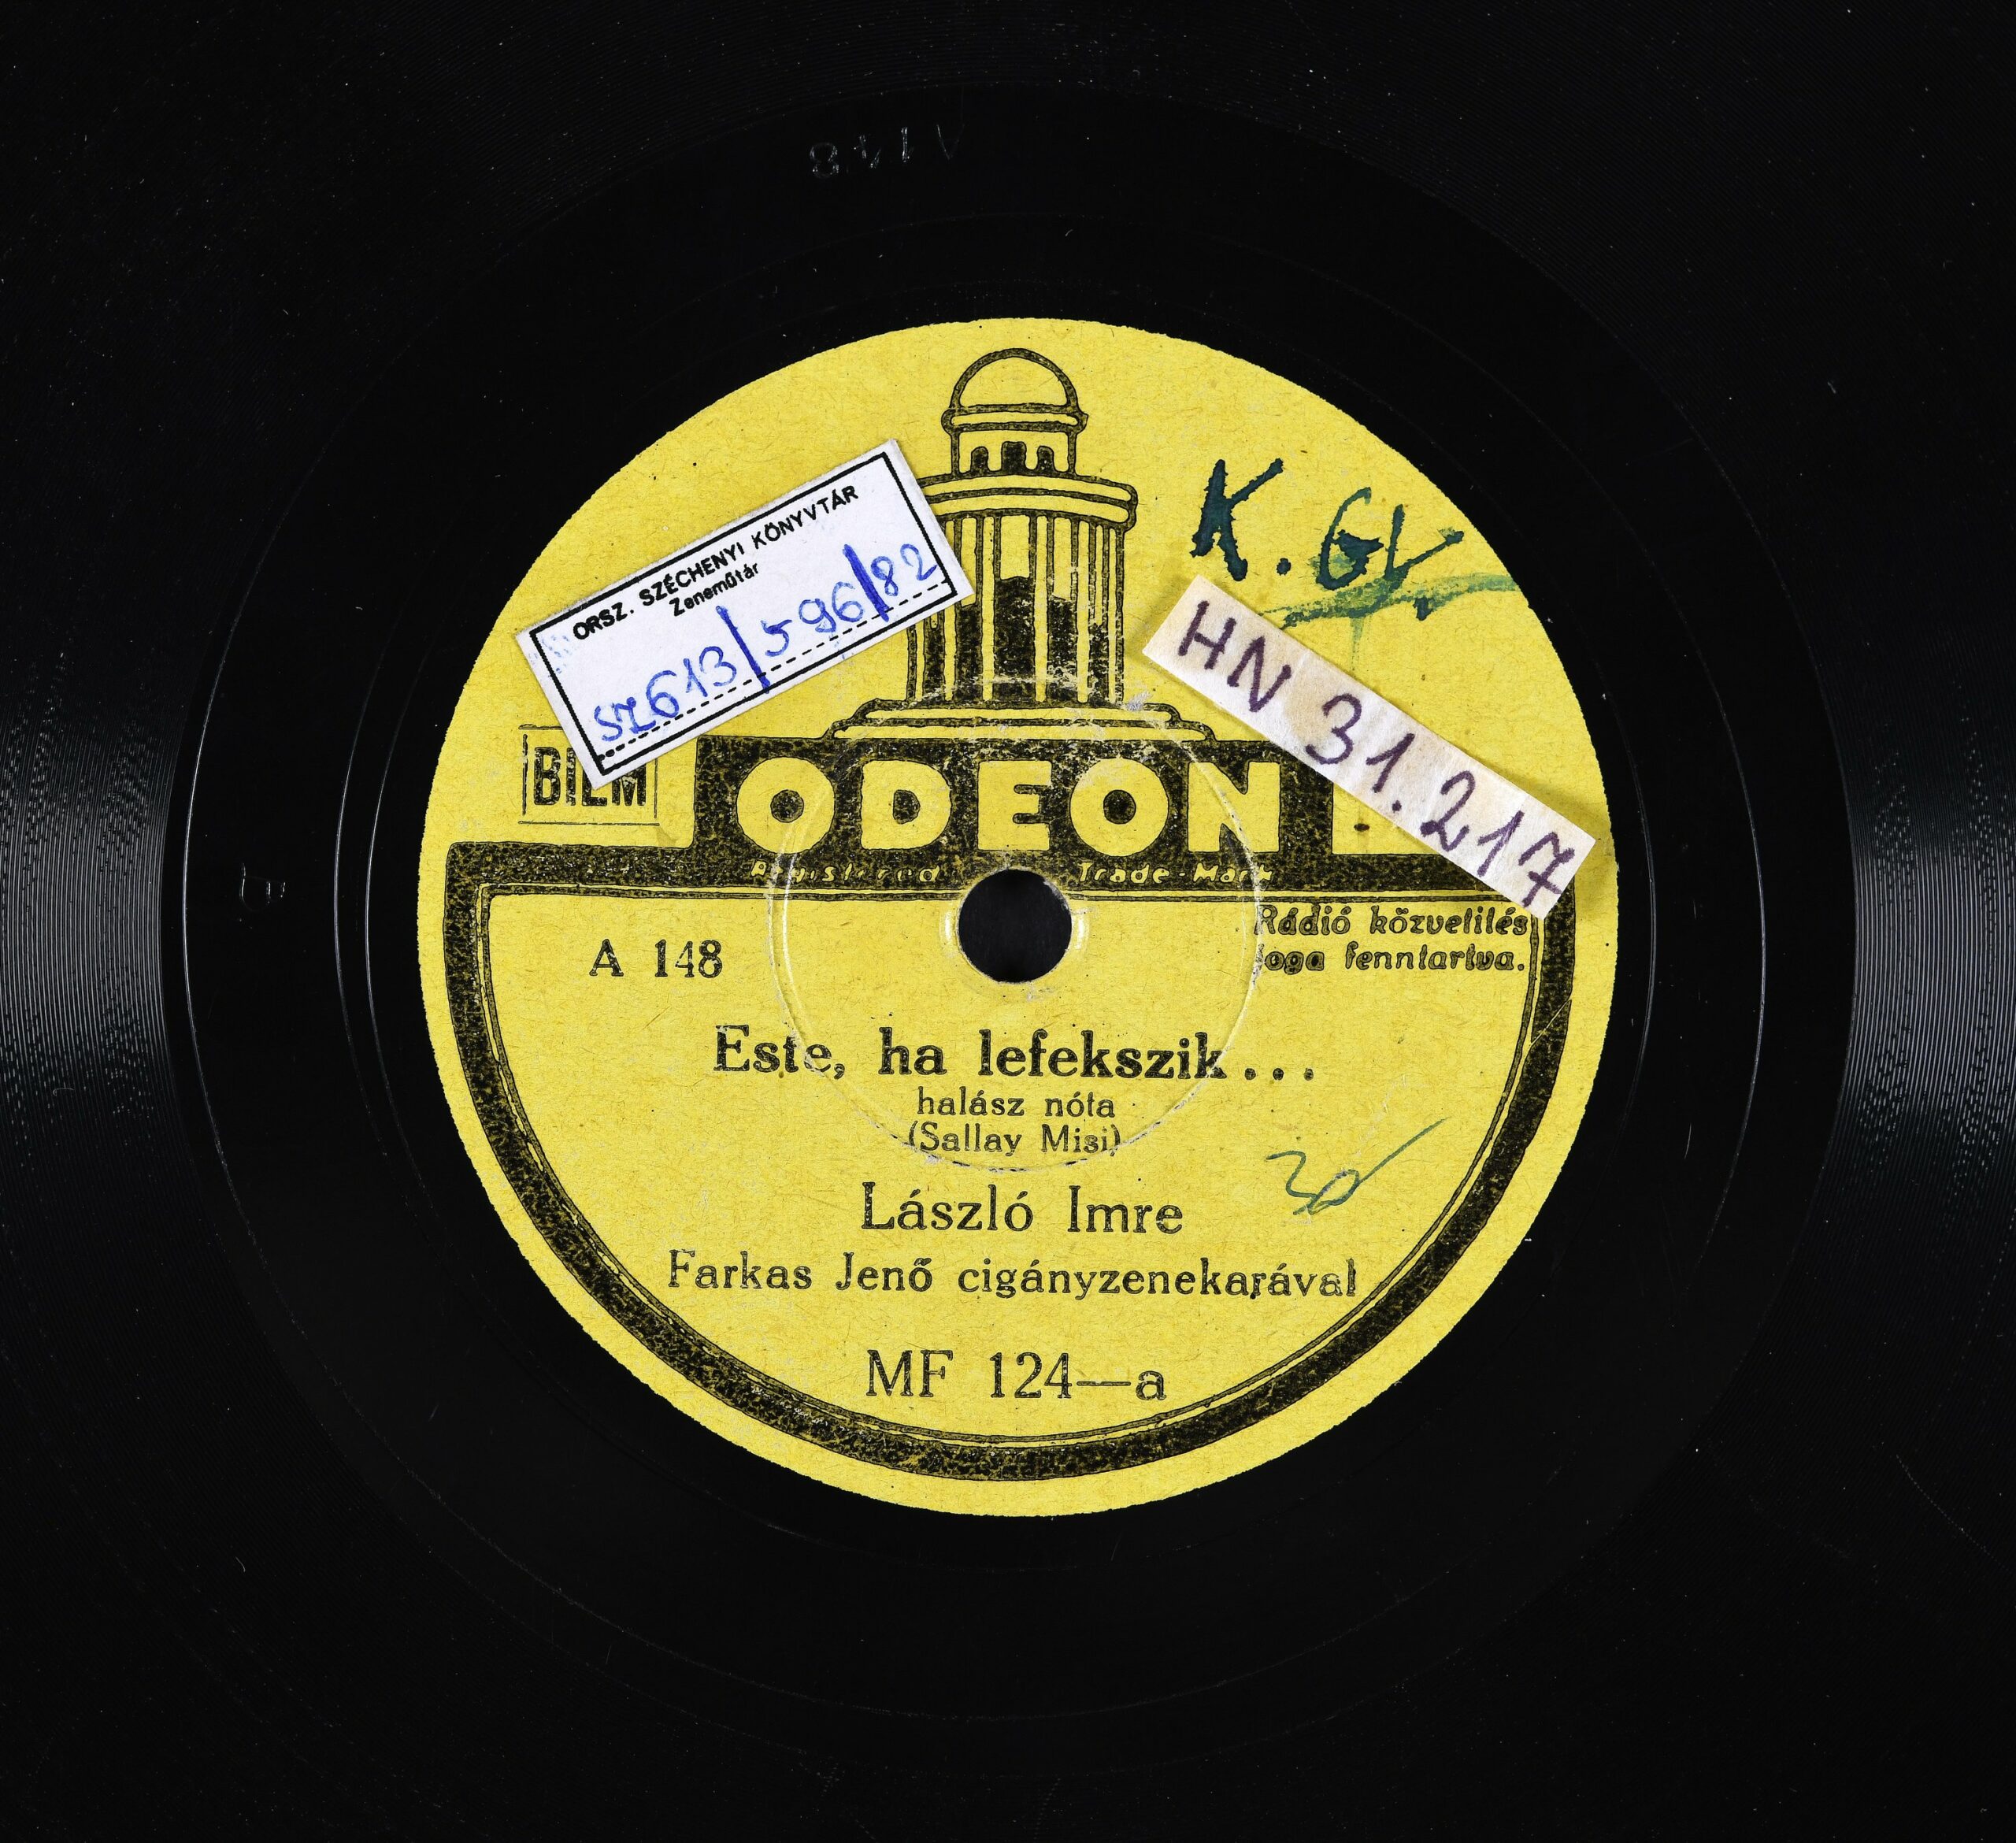 ORSZ. SZÉCHENYI KÖNYVTÁR
Zeneműtár
SZ613/596/82
K. Gy.
HN 31.217
BIEM
ODEON
Registered Trade-Mark
Rádió közvetítés
joga fenntartva.
A 148
Este, ha lefekszik...
halász nóta
(Sallay Misi)
László Imre
Farkas Jenő cigányzenekarával
MF 124—a